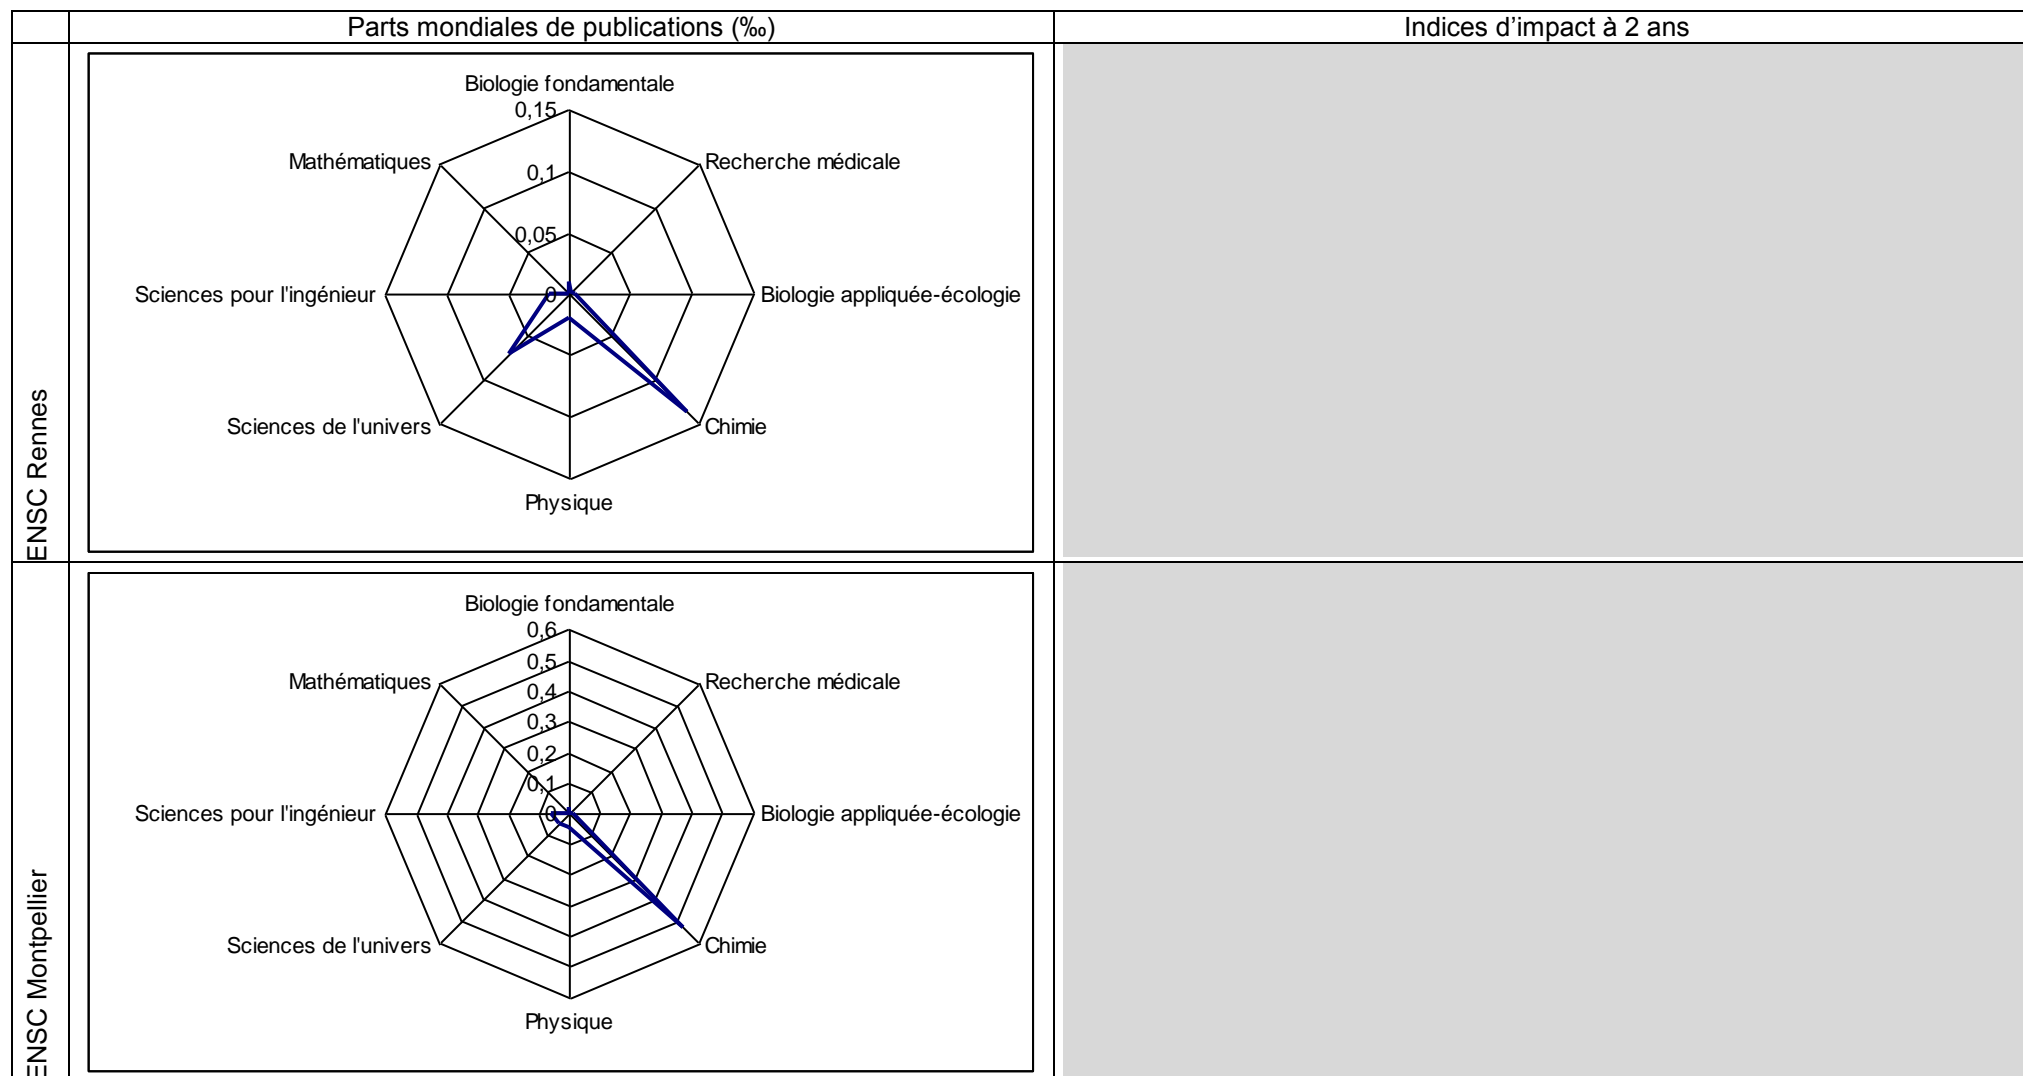 Parts mondiales de publications (‰)
Indices d’impact à 2 ans
ENSC Rennes
Biologie fondamentale
0,15
Mathématiques
Recherche médicale
0,1
0,05
Sciences pour l'ingénieur
0
Biologie appliquée-écologie
Sciences de l'univers
Chimie
Physique
ENSC Montpellier
Biologie fondamentale
0,6
0,5
Mathématiques
Recherche médicale
0,4
0,3
0,2
0,1
Sciences pour l'ingénieur
0
Biologie appliquée-écologie
Sciences de l'univers
Chimie
Physique